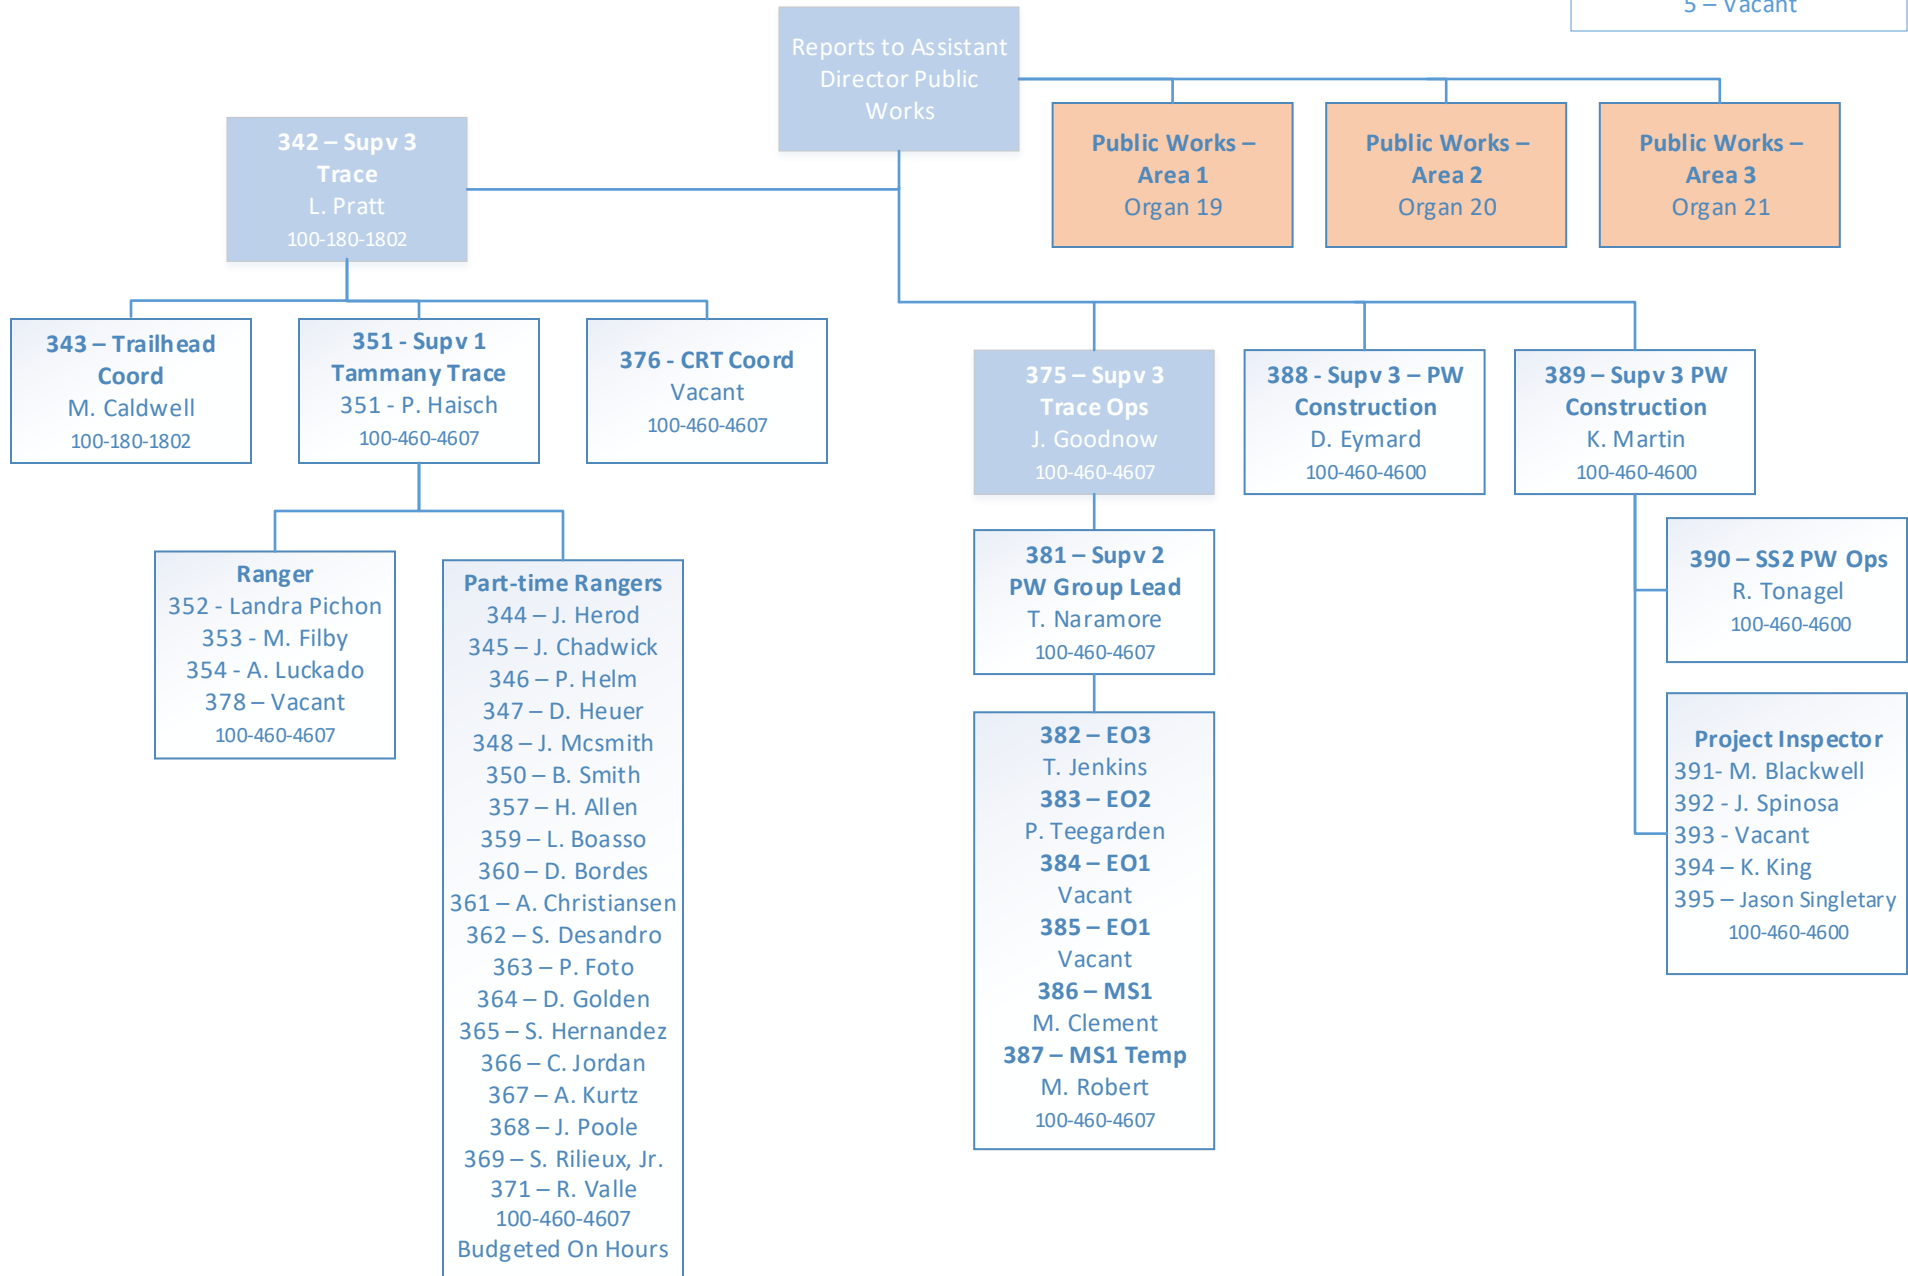 5 – Vacant
Reports to Assistant
Director Public
Works
Public Works –
Area 1
Organ 19
Public Works –
Area 2
Organ 20
Public Works –
Area 3
Organ 21
342 – Supv 3
Trace
L. Pratt
100-180-1802
343 – Trailhead
Coord
M. Caldwell
100-180-1802
351 - Supv 1
Tammany Trace
351 - P. Haisch
100-460-4607
376 - CRT Coord
Vacant
100-460-4607
375 – Supv 3
Trace Ops
J. Goodnow
100-460-4607
388 - Supv 3 – PW
Construction
D. Eymard
100-460-4600
389 – Supv 3 PW
Construction
K. Martin
100-460-4600
Ranger
352 - Landra Pichon
353 - M. Filby
354 - A. Luckado
378 – Vacant
100-460-4607
Part-time Rangers
344 – J. Herod
345 – J. Chadwick
346 – P. Helm
347 – D. Heuer
348 – J. Mcsmith
350 – B. Smith
357 – H. Allen
359 – L. Boasso
360 – D. Bordes
361 – A. Christiansen
362 – S. Desandro
363 – P. Foto
364 – D. Golden
365 – S. Hernandez
366 – C. Jordan
367 – A. Kurtz
368 – J. Poole
369 – S. Rilieux, Jr.
371 – R. Valle
100-460-4607
Budgeted On Hours
381 – Supv 2
PW Group Lead
T. Naramore
100-460-4607
382 – EO3
T. Jenkins
383 – EO2
P. Teegarden
384 – EO1
Vacant
385 – EO1
Vacant
386 – MS1
M. Clement
387 – MS1 Temp
M. Robert
100-460-4607
390 – SS2 PW Ops
R. Tonagel
100-460-4600
Project Inspector
391- M. Blackwell
392 - J. Spinosa
393 - Vacant
394 – K. King
395 – Jason Singletary
100-460-4600